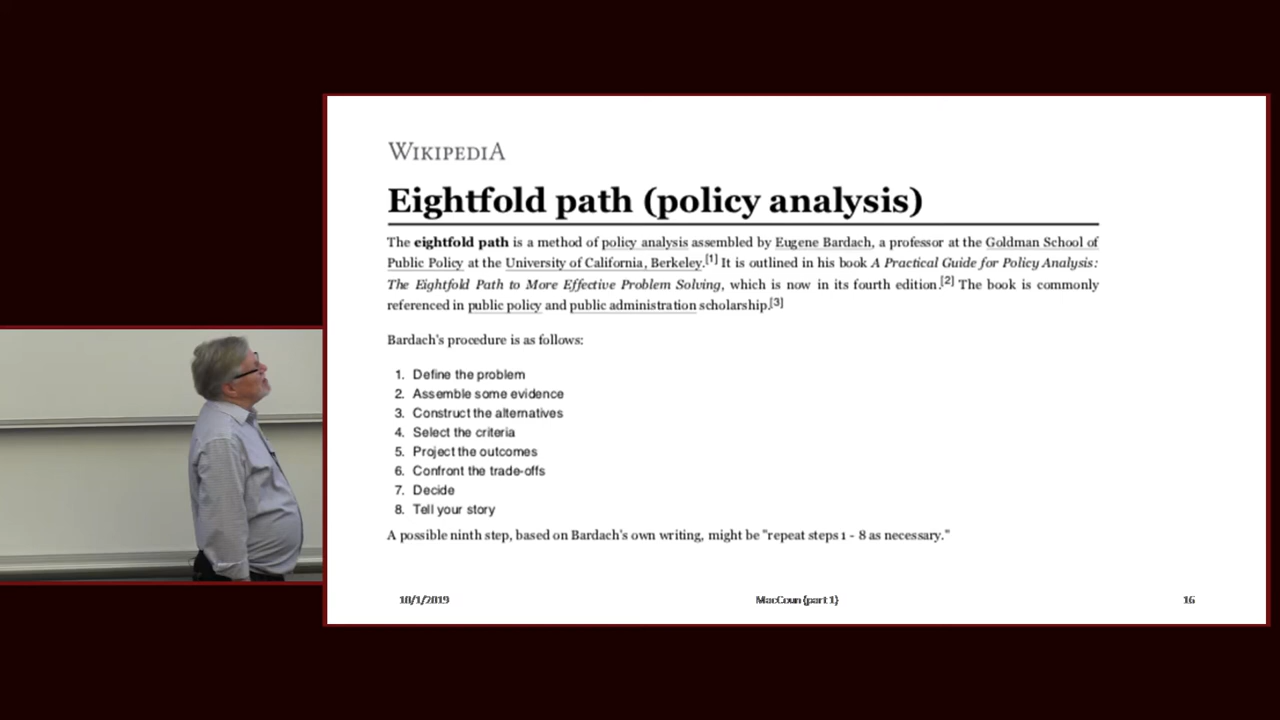 WIKIPEDIA
Eightfold path (policy analysis)
The eightfold path is a method of policy analysis assembled by Eugene Bardach, a professor at the Goldman School of
Public Policy at the University of California, Berkeley.[1] It is outlined in his book A Practical Guide for Policy Analysis:
The Eightfold Path to More Effective Problem Solving, which is now in its fourth edition.[2] The book is commonly
referenced in public policy and public administration scholarship.[3]
Bardach's procedure is as follows:
1. Define the problem
2. Assemble some evidence
3. Construct the alternatives
4. Select the criteria
5. Project the outcomes
6. Confront the trade-offs
7. Decide
8. Tell your story
A possible ninth step, based on Bardach's own writing, might be "repeat steps 1 - 8 as necessary."
10/1/2019 MacCoun (part 1) 16